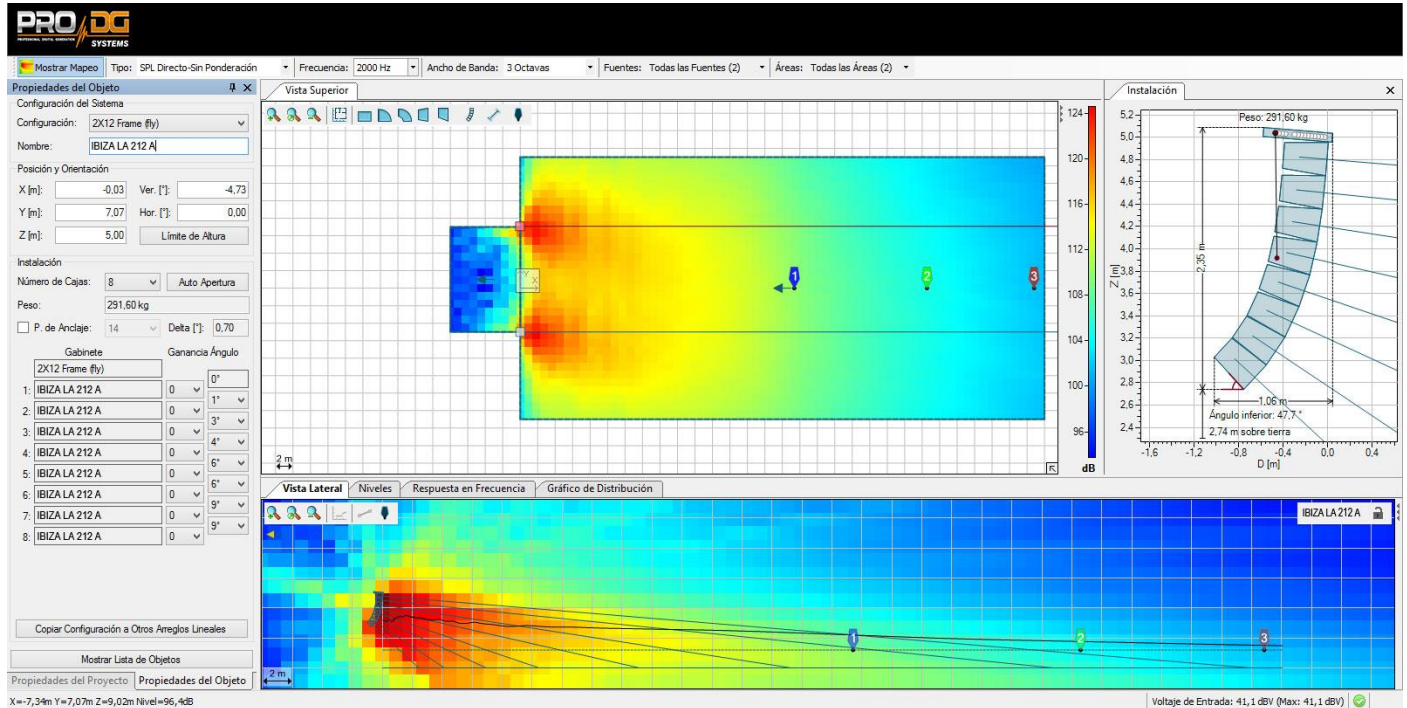 PRO DG
PROFESSIONAL DIGITAL GENERATION
SYSTEMS
Mostrar Mapeo Tipo: SPL Directo-Sin Ponderación Frecuencia: 2000 Hz Ancho de Banda: 3 Octavas Fuentes: Todas las Fuentes (2) Áreas: Todas las Áreas (2)
Propiedades del Objeto
Configuración del Sistema
Configuración: 2X12 Frame (fly)
Nombre: IBIZA LA 212 A
Posición y Orientación
X [m]: -0,03 Ver. [°]: -4,73
Y [m]: 7,07 Hor. [°]: 0,00
Z [m]: 5,00 Límite de Altura
Instalación
Número de Cajas: 8 Auto Apertura
Peso: 291,60 kg
P. de Anclaje: 14 Delta [°]: 0,70
Gabinete Ganancia Ángulo
2X12 Frame (fly)
0°
1: IBIZA LA 212 A 0
1°
2: IBIZA LA 212 A 0
3°
3: IBIZA LA 212 A 0
4°
4: IBIZA LA 212 A 0
6°
5: IBIZA LA 212 A 0
6°
6: IBIZA LA 212 A 0
9°
7: IBIZA LA 212 A 0
9°
8: IBIZA LA 212 A 0
Copiar Configuración a Otros Arreglos Lineales
Mostrar Lista de Objetos
Propiedades del Proyecto Propiedades del Objeto
X=-7,34m Y=7,07m Z=9,02m Nivel=96,4dB
Vista Superior
Y
X
1
2
3
2 m
124
120
116
112
108
104
100
96
dB
Instalación
Peso: 291,60 kg
5,2
5,0
4,8
4,6
4,4
4,2
4,0
3,8
3,6
3,4
3,2
3,0
2,8
2,6
2,4
Z [m]
2,35 m
1,06 m
Ángulo inferior: 47,7 °
2,74 m sobre tierra
-1,6 -1,2 -0,8 -0,4 0,0 0,4
D [m]
Vista Lateral Niveles Respuesta en Frecuencia Gráfico de Distribución
IBIZA LA 212 A
1
2
3
2 m
Voltaje de Entrada: 41,1 dBV (Max: 41,1 dBV)